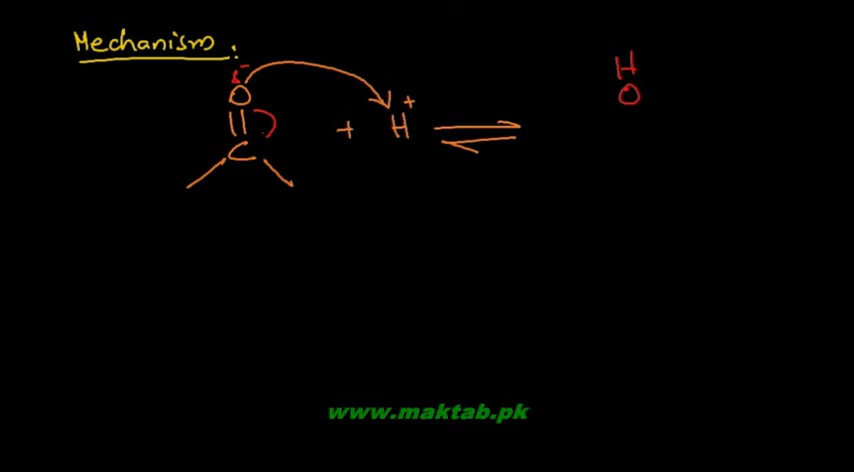 Mechanism :
δ⁻
O H
|| + H⁺ ⇌ O
C
www.maktab.pk